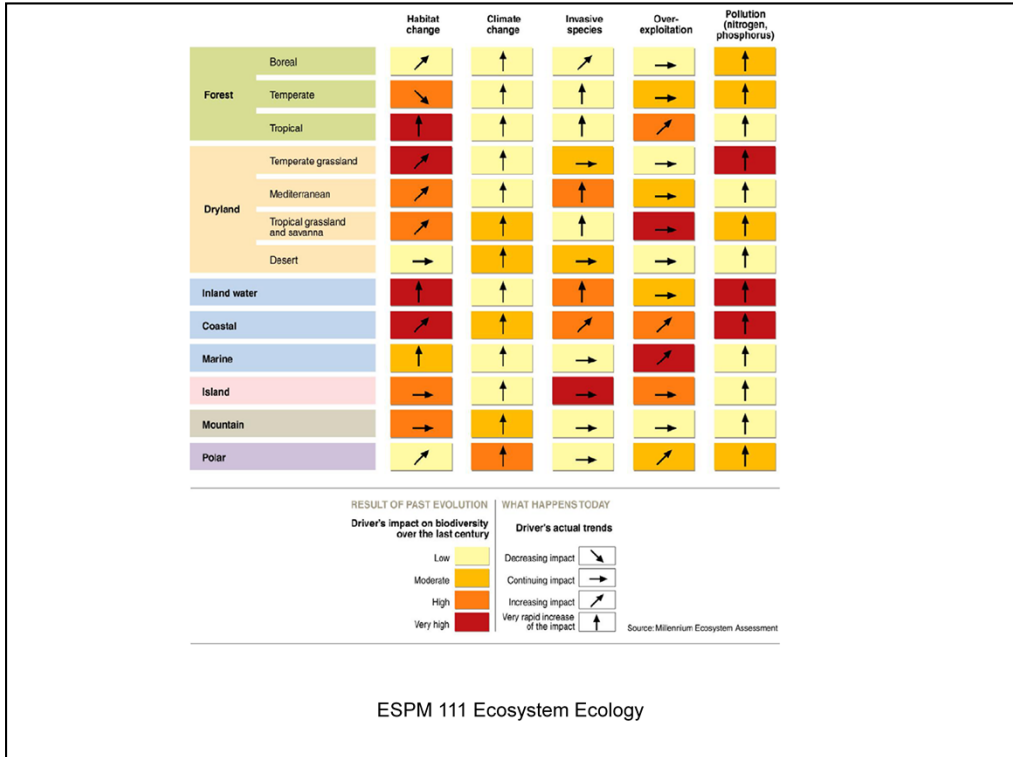 Habitat change
Climate change
Invasive species
Over-exploitation
Pollution (nitrogen, phosphorus)
Forest
Boreal
Temperate
Tropical
Dryland
Temperate grassland
Mediterranean
Tropical grassland
and savanna
Desert
Inland water
Coastal
Marine
Island
Mountain
Polar
RESULT OF PAST EVOLUTION
Driver's impact on biodiversity
over the last century
Low
Moderate
High
Very high
WHAT HAPPENS TODAY
Driver's actual trends
Decreasing impact
Continuing impact
Increasing impact
Very rapid increase
of the impact
Source: Millennium Ecosystem Assessment
ESPM 111 Ecosystem Ecology